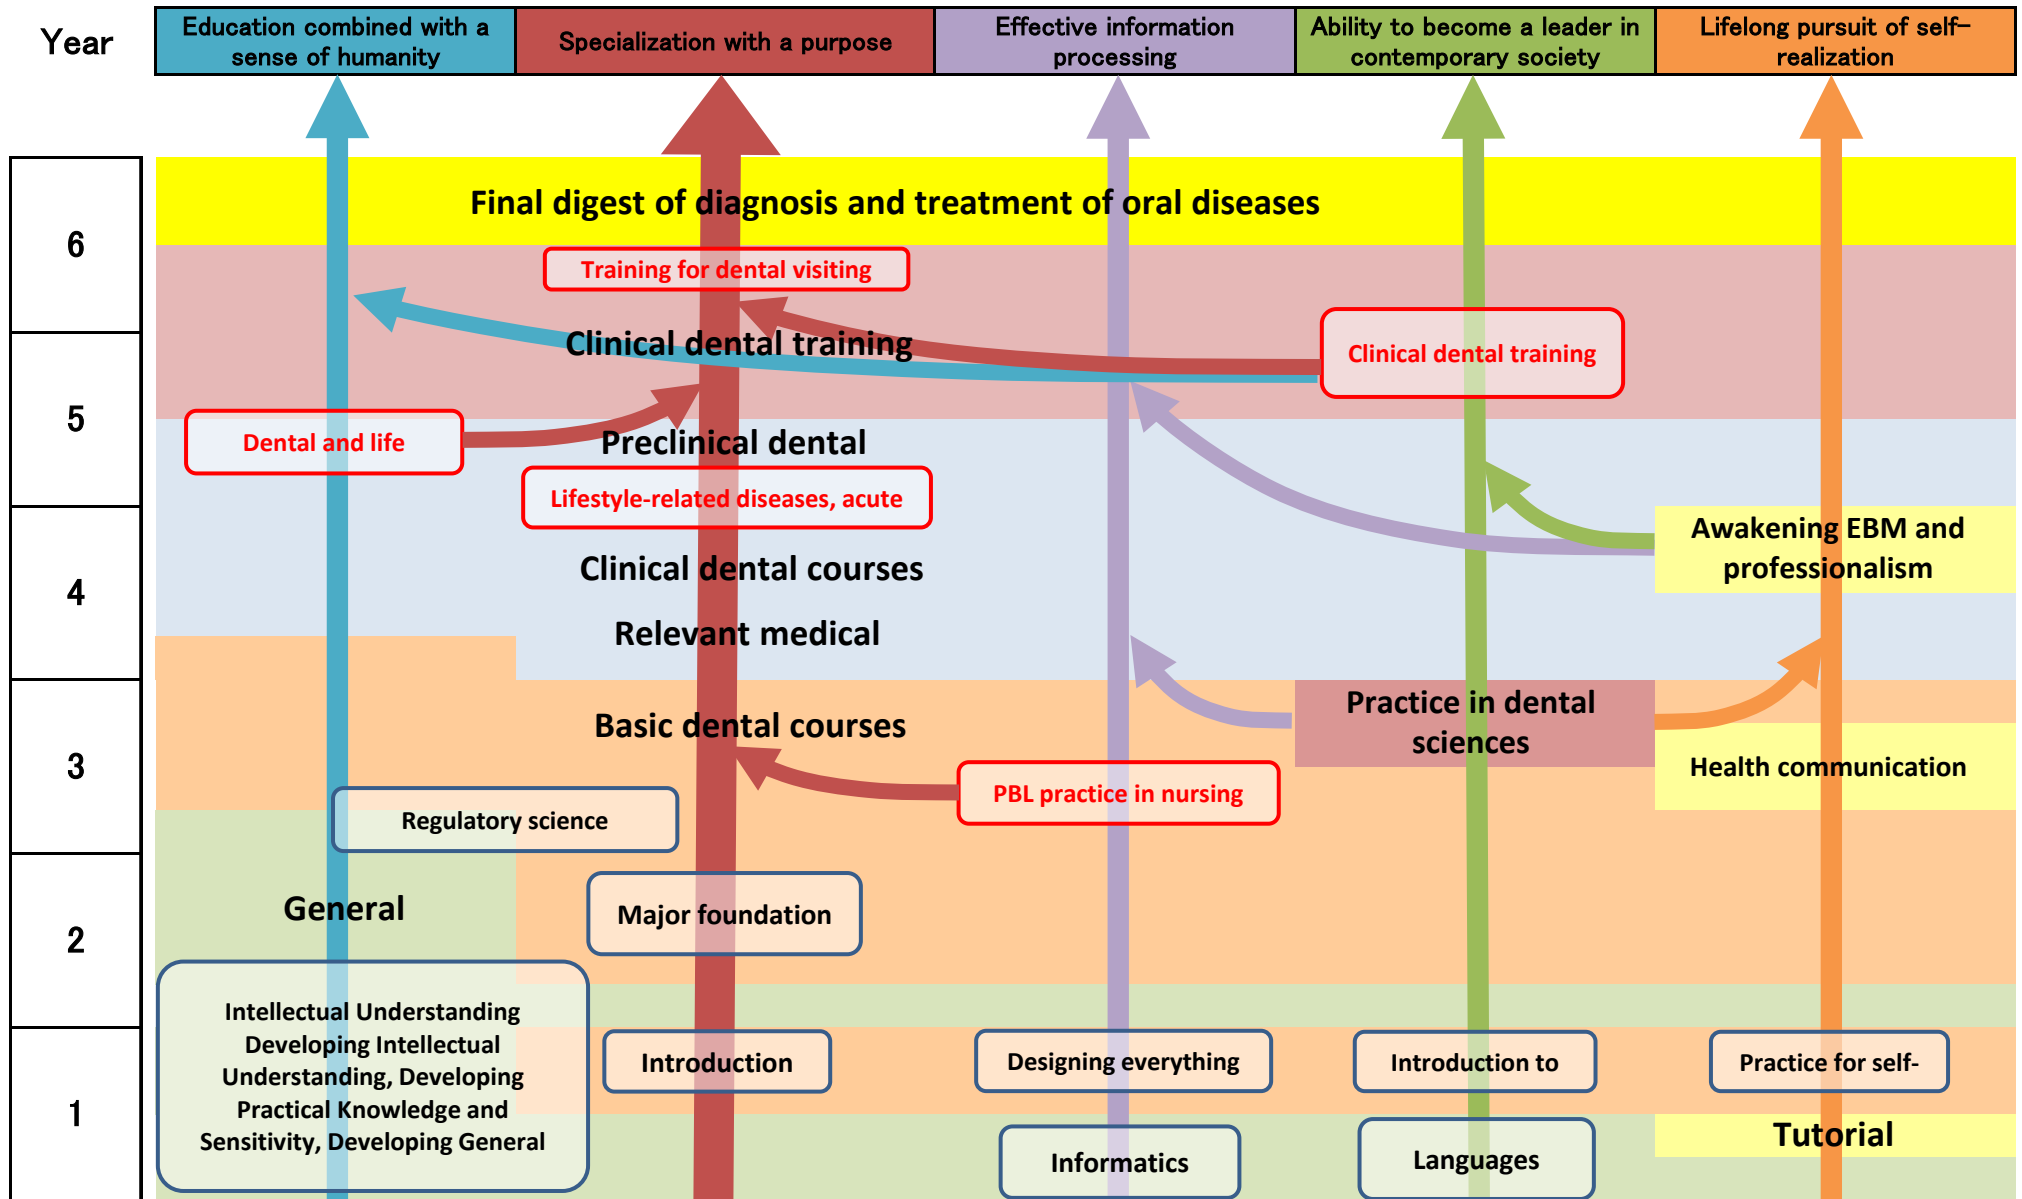 Year
Education combined with a
sense of humanity
Specialization with a purpose
Effective information
processing
Ability to become a leader in
contemporary society
Lifelong pursuit of self-
realization
6
Final digest of diagnosis and treatment of oral diseases
Training for dental visiting
Clinical dental training
Clinical dental training
5
Dental and life
Preclinical dental
Lifestyle-related diseases, acute
Awakening EBM and
professionalism
4
Clinical dental courses
Relevant medical
Practice in dental
sciences
3
Basic dental courses
Health communication
PBL practice in nursing
Regulatory science
2
General
Major foundation
Intellectual Understanding
Developing Intellectual
Understanding, Developing
Practical Knowledge and
Sensitivity, Developing General
1
Introduction
Designing everything
Introduction to
Practice for self-
Tutorial
Informatics
Languages